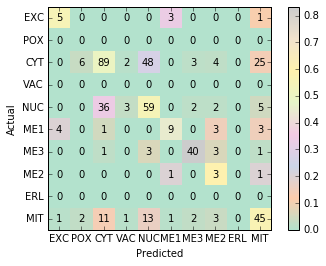 EXC 5 0 0 0 0 3 0 0 0 1
POX 0 0 0 0 0 0 0 0 0 0
CYT 0 6 89 2 48 0 3 4 0 25
VAC 0 0 0 0 0 0 0 0 0 0
NUC 0 0 36 3 59 0 2 2 0 5
ME1 4 0 1 0 0 9 0 3 0 3
ME3 0 0 1 0 3 0 40 3 0 1
ME2 0 0 0 0 0 1 0 3 0 1
ERL 0 0 0 0 0 0 0 0 0 0
MIT 1 2 11 1 13 1 2 3 0 45
EXC POX CYT VAC NUC ME1 ME3 ME2 ERL MIT
Predicted
Actual
0.8
0.7
0.6
0.5
0.4
0.3
0.2
0.1
0.0